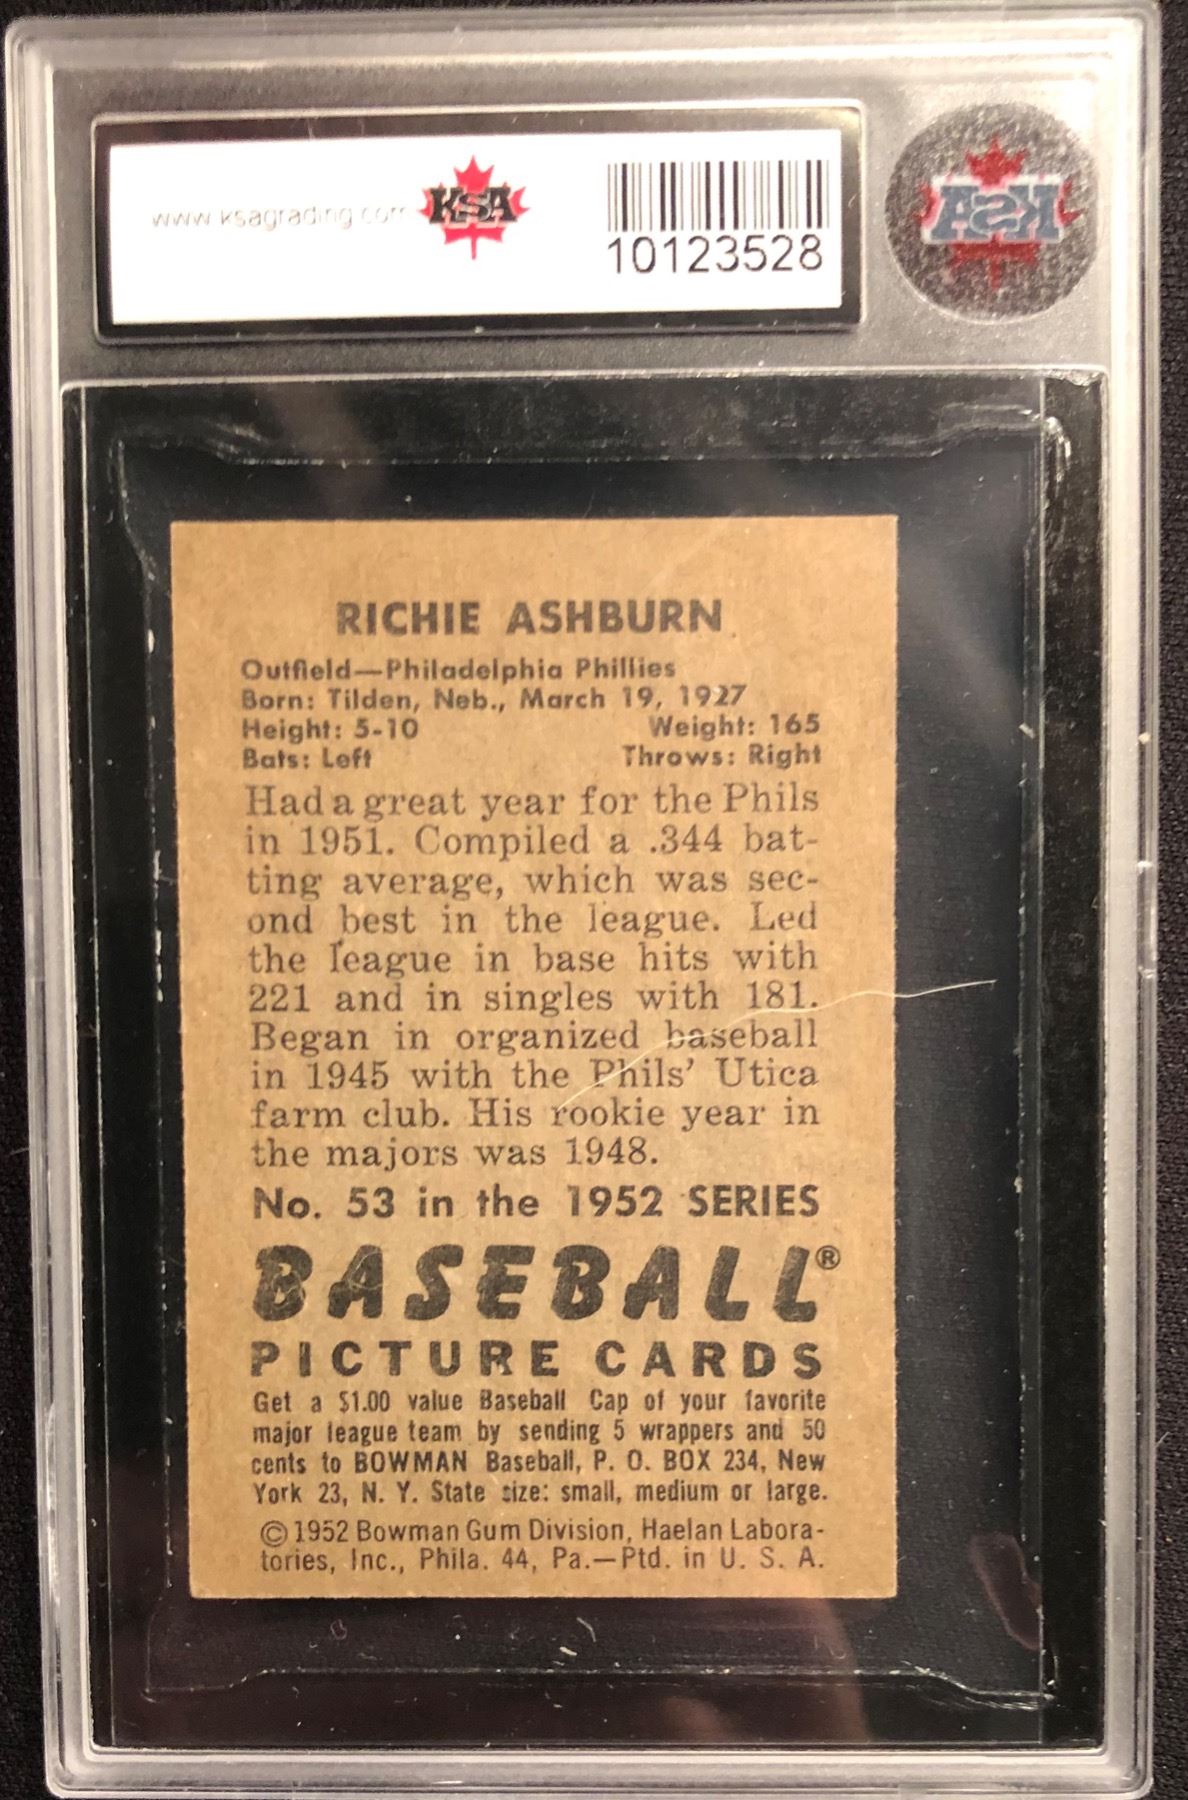 www.ksagrading.com
KSA
10123528
KSA
RICHIE ASHBURN
Outfield—Philadelphia Phillies
Born: Tilden, Neb., March 19, 1927
Height: 5-10 Weight: 165
Bats: Left Throws: Right
Had a great year for the Phils
in 1951. Compiled a .344 bat-
ting average, which was sec-
ond best in the league. Led
the league in base hits with
221 and in singles with 181.
Began in organized baseball
in 1945 with the Phils' Utica
farm club. His rookie year in
the majors was 1948.
No. 53 in the 1952 SERIES
BASEBALL®
PICTURE CARDS
Get a $1.00 value Baseball Cap of your favorite
major league team by sending 5 wrappers and 50
cents to BOWMAN Baseball, P. O. BOX 234, New
York 23, N. Y. State size: small, medium or large.
©1952 Bowman Gum Division, Haelan Labora-
tories, Inc., Phila. 44, Pa.—Ptd. in U. S. A.